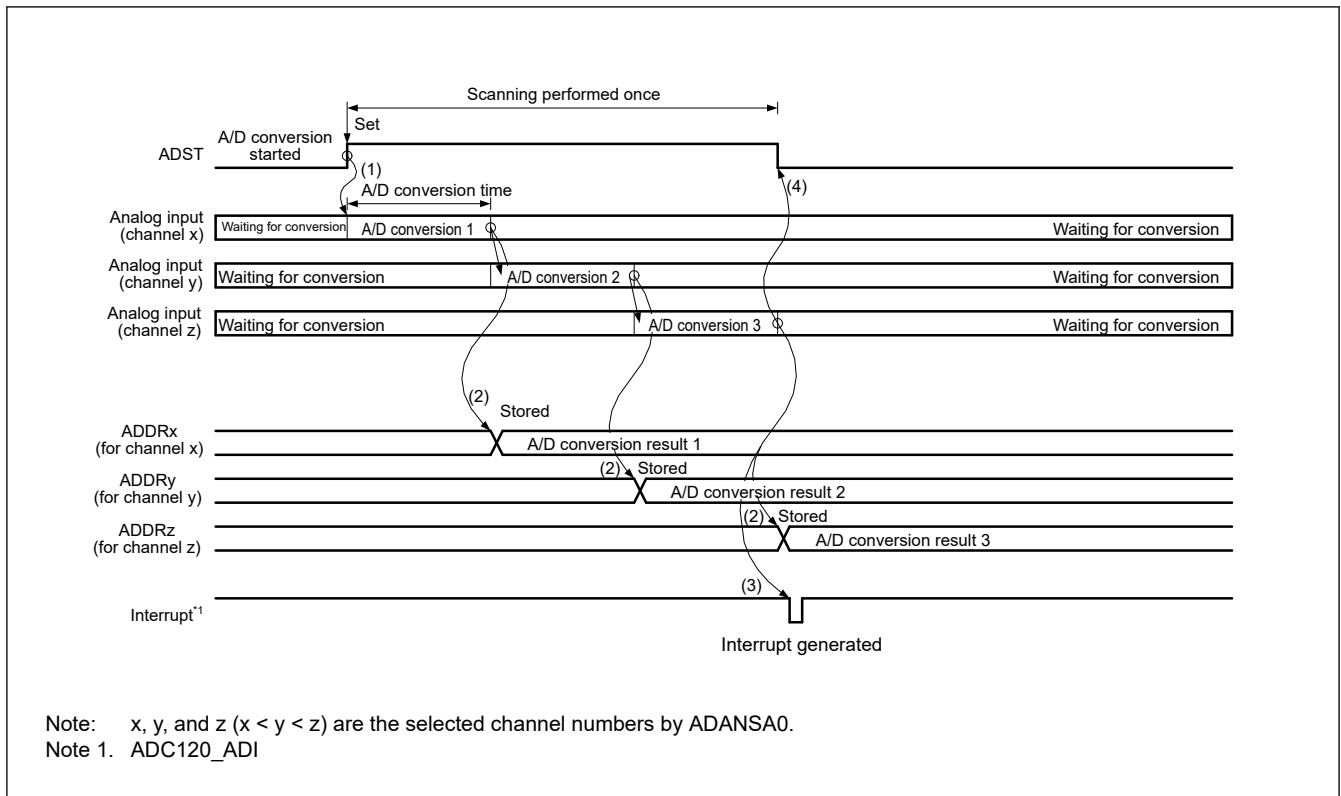 Scanning performed once
Set
A/D conversion
started
ADST
(1)
A/D conversion time
(4)
Analog input
(channel x)
Waiting for conversion
A/D conversion 1
Waiting for conversion
Analog input
(channel y)
Waiting for conversion
A/D conversion 2
Waiting for conversion
Analog input
(channel z)
Waiting for conversion
A/D conversion 3
Waiting for conversion
(2)
Stored
ADDRx
(for channel x)
A/D conversion result 1
(2)
Stored
ADDRy
(for channel y)
A/D conversion result 2
(2)
Stored
ADDRz
(for channel z)
A/D conversion result 3
(3)
Interrupt*1
Interrupt generated
Note: x, y, and z (x < y < z) are the selected channel numbers by ADANSA0.
Note 1. ADC120_ADI